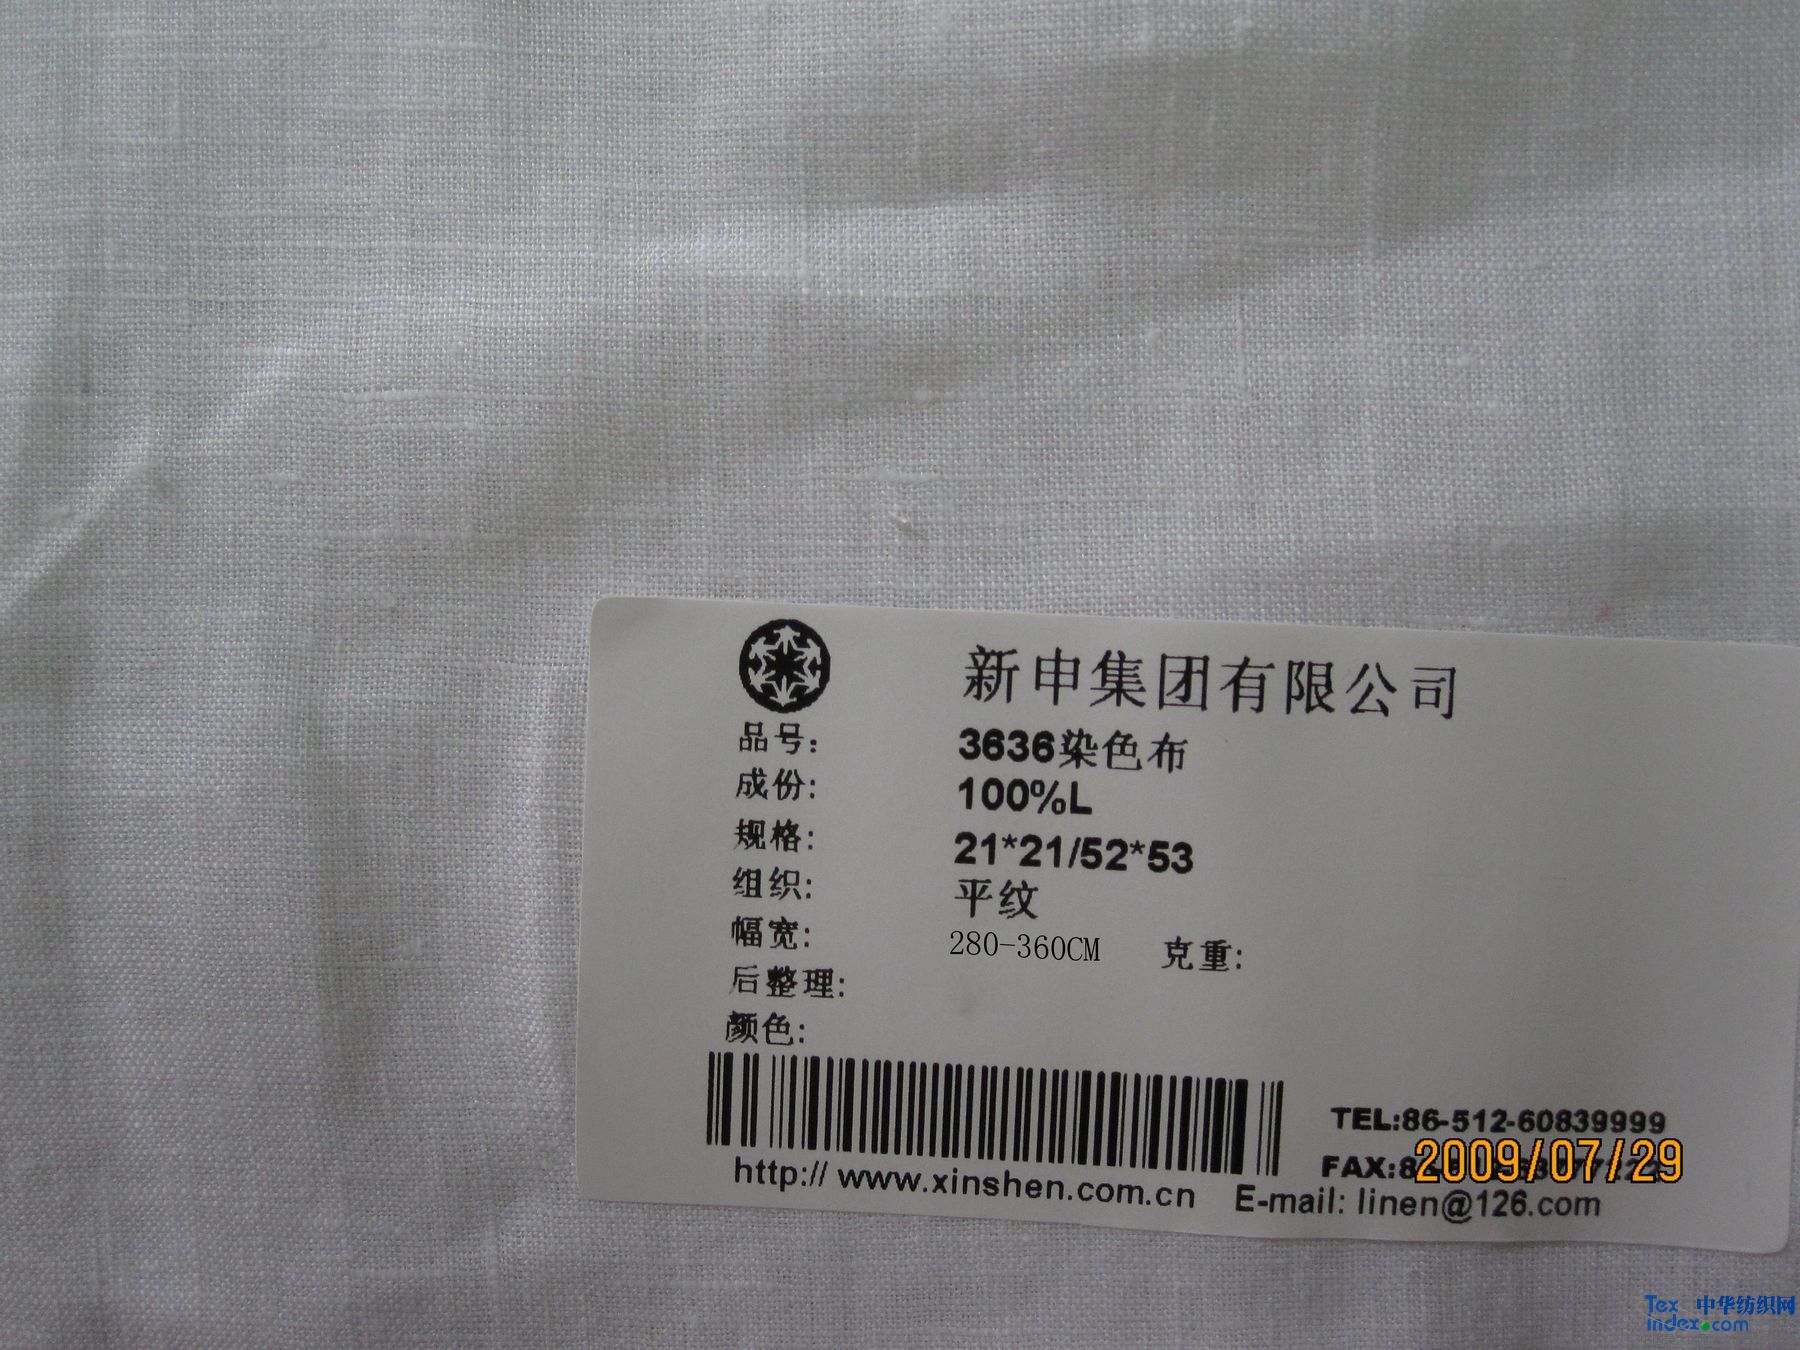 新申集团有限公司
品号: 3636染色布
成份: 100%L
规格: 21*21/52*53
组织: 平纹
幅宽: 280-360CM 克重:
后整理:
颜色:
TEL:86-512-60839999
FAX:8
2009/07/29
http:// www.xinshen.com.cn E-mail: linen@126.com
Tex 中华纺织网
index.com